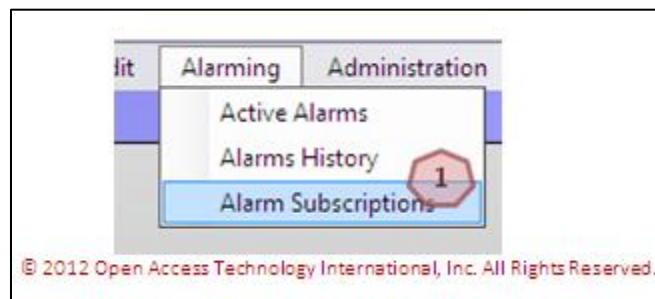 dit Alarming Administration
Active Alarms
Alarms History
1
Alarm Subscriptions
© 2012 Open Access Technology International, Inc. All Rights Reserved.